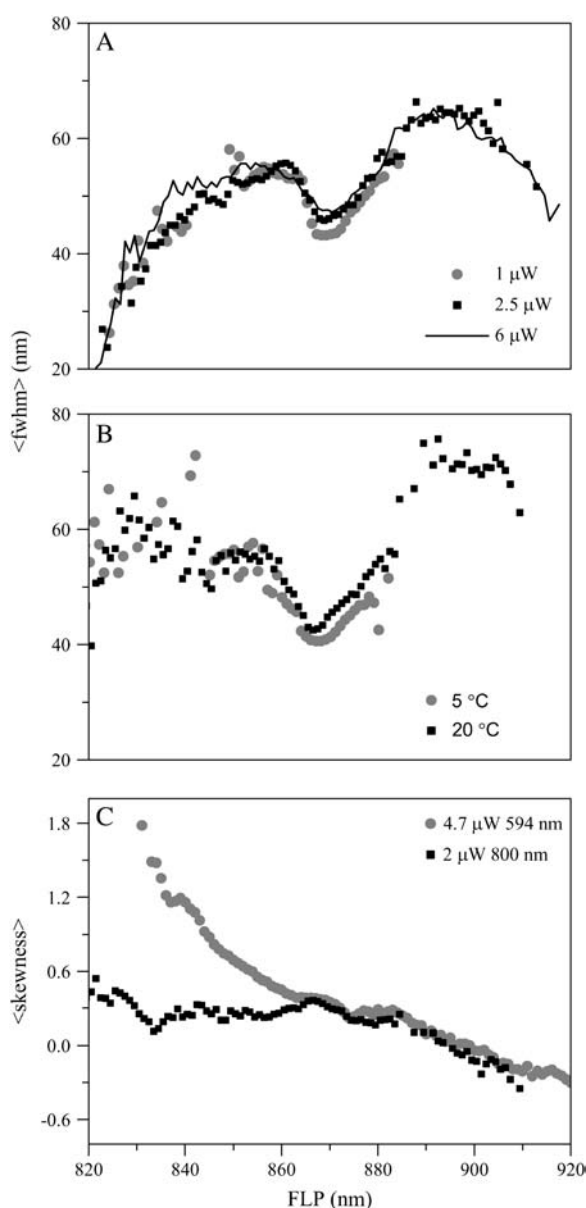 80
A
60
40
1 μW
2.5 μW
6 μW
20
<fwhm> (nm)
80
B
60
40
5 °C
20 °C
20
C
1.8
4.7 μW 594 nm
2 μW 800 nm
1.2
<skewness>
0.6
0.0
-0.6
820 840 860 880 900 920
FLP (nm)